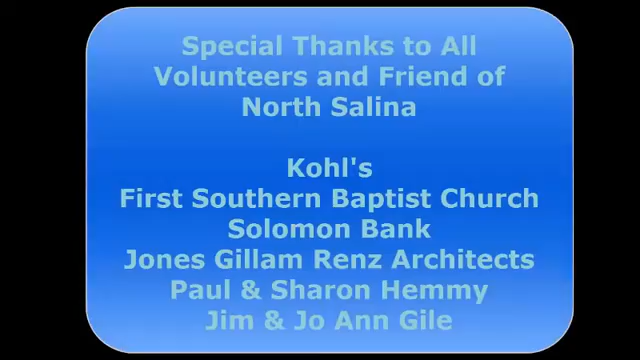 Special Thanks to All
Volunteers and Friend of
North Salina
Kohl's
First Southern Baptist Church
Solomon Bank
Jones Gillam Renz Architects
Paul & Sharon Hemmy
Jim & Jo Ann Gile